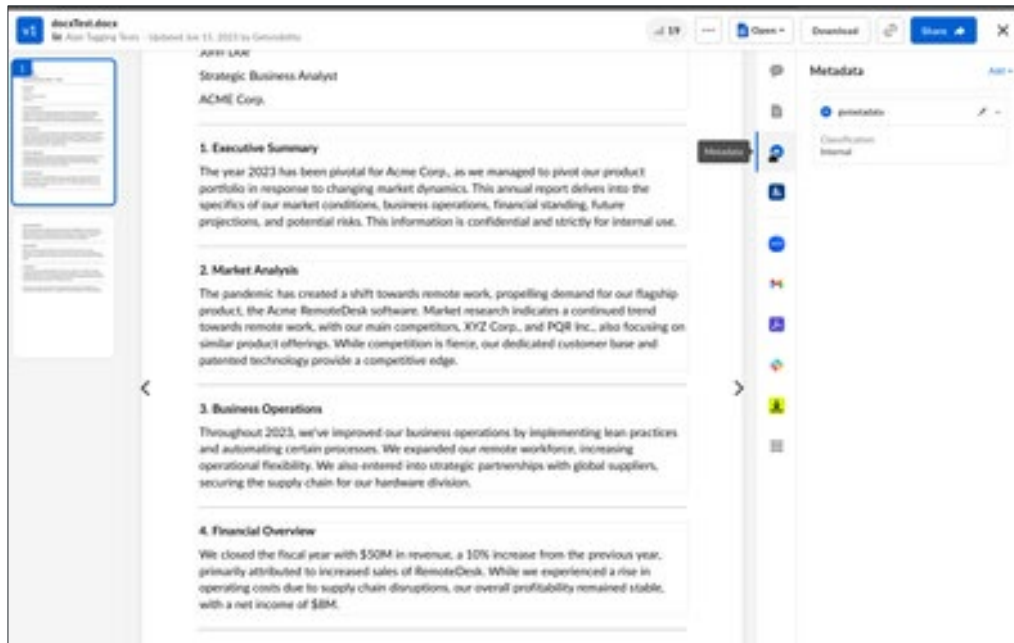 v1
docxTest.docx
Updated Jun 15, 2023 by
19
Open
Download
Share
1
John Doe
Strategic Business Analyst
ACME Corp.
1. Executive Summary
The year 2023 has been pivotal for Acme Corp., as we managed to pivot our product
portfolio in response to changing market dynamics. This annual report delves into the
specifics of our market conditions, business operations, financial standing, future
projections, and potential risks. This information is confidential and strictly for internal use.
2. Market Analysis
The pandemic has created a shift towards remote work, propelling demand for our flagship
product, the Acme RemoteDesk software. Market research indicates a continued trend
towards remote work, with our main competitors, XYZ Corp., and PQR Inc., also focusing on
similar product offerings. While competition is fierce, our dedicated customer base and
patented technology provide a competitive edge.
3. Business Operations
Throughout 2023, we've improved our business operations by implementing lean practices
and automating certain processes. We expanded our remote workforce, increasing
operational flexibility. We also entered into strategic partnerships with global suppliers,
securing the supply chain for our hardware division.
4. Financial Overview
We closed the fiscal year with $50M in revenue, a 10% increase from the previous year,
primarily attributed to increased sales of RemoteDesk. While we experienced a rise in
operating costs due to supply chain disruptions, our overall profitability remained stable,
with a net income of $8M.
Metadata
Metadata
Add
Classification
Internal